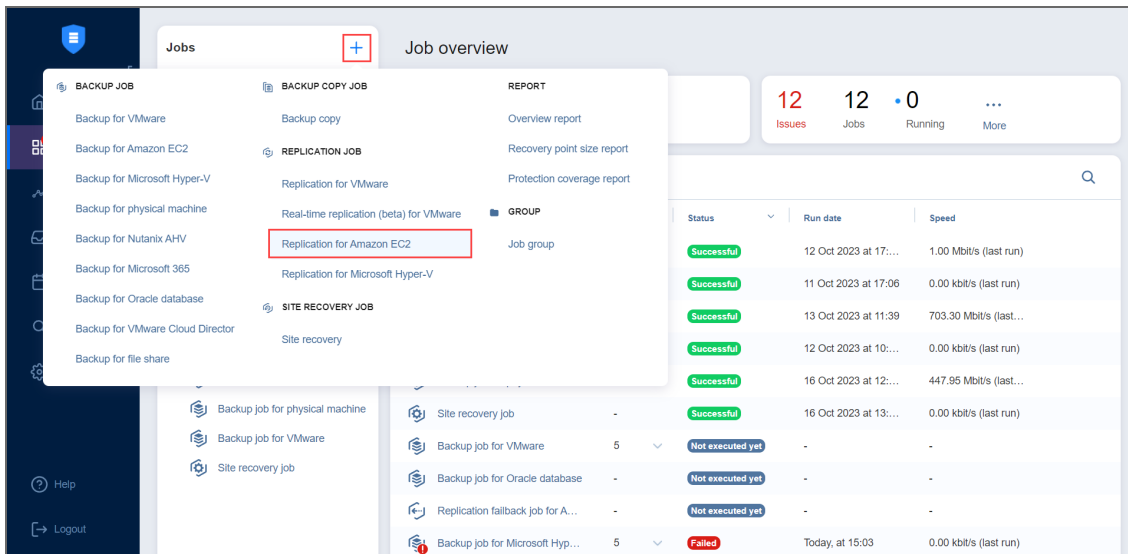 Jobs
+
Job overview
BACKUP JOB
Backup for VMware
Backup for Amazon EC2
Backup for Microsoft Hyper-V
Backup for physical machine
Backup for Nutanix AHV
Backup for Microsoft 365
Backup for Oracle database
Backup for VMware Cloud Director
Backup for file share
BACKUP COPY JOB
Backup copy
REPLICATION JOB
Replication for VMware
Real-time replication (beta) for VMware
Replication for Amazon EC2
Replication for Microsoft Hyper-V
SITE RECOVERY JOB
Site recovery
REPORT
Overview report
Recovery point size report
Protection coverage report
GROUP
Job group
12 12 0 ...
Issues Jobs Running More
Status Run date Speed
Successful 12 Oct 2023 at 17:... 1.00 Mbit/s (last run)
Successful 11 Oct 2023 at 17:06 0.00 kbit/s (last run)
Successful 13 Oct 2023 at 11:39 703.30 Mbit/s (last...
Successful 12 Oct 2023 at 10:... 0.00 kbit/s (last run)
Successful 16 Oct 2023 at 12:... 447.95 Mbit/s (last...
Site recovery job - Successful 16 Oct 2023 at 13:... 0.00 kbit/s (last run)
Backup job for VMware 5 Not executed yet - -
Backup job for Oracle database - Not executed yet - -
Replication failback job for A... - Not executed yet - -
Backup job for Microsoft Hyp... 5 Failed Today, at 15:03 0.00 kbit/s (last run)
Backup job for physical machine
Backup job for VMware
Site recovery job
Help
Logout